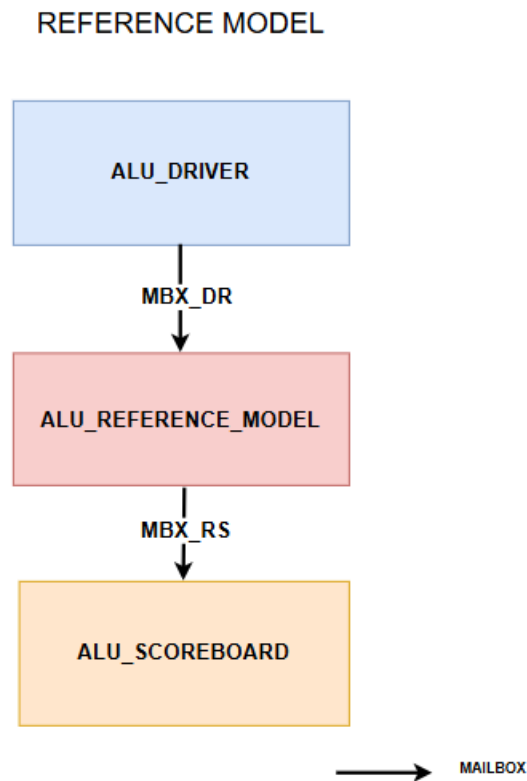 REFERENCE MODEL
ALU_DRIVER
MBX_DR
ALU_REFERENCE_MODEL
MBX_RS
ALU_SCOREBOARD
MAILBOX